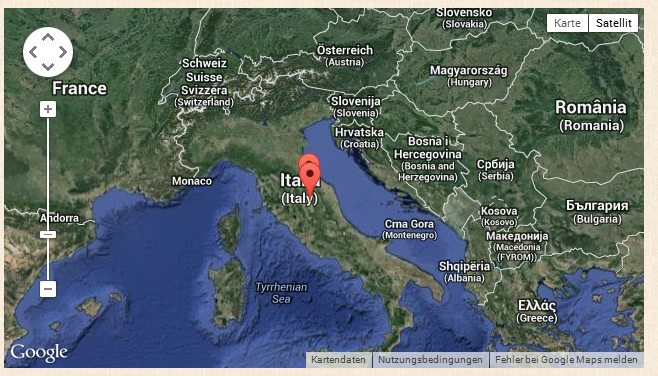 Slovensko
(Slovakia)
Karte
Satellit
Österreich
(Austria)
Schweiz
Suisse
Svizzera
(Switzerland)
Magyarország
(Hungary)
France
Slovenija
(Slovenia)
România
(Romania)
Hrvatska
(Croatia)
Bosna i
Hercegovina
(Bosnia and
Herzegovina)
Србија
(Serbia)
Monaco
Ital
(Italy)
Andorra
Crna Gora
(Montenegro)
Kosova
(Kosovo)
България
(Bulgaria)
Македонија
(Macedonia
(FYROM))
Shqipëria
(Albania)
Tyrrhenian
Sea
Ελλάς
(Greece)
Google
Kartendaten
Nutzungsbedingungen
Fehler bei Google Maps melden